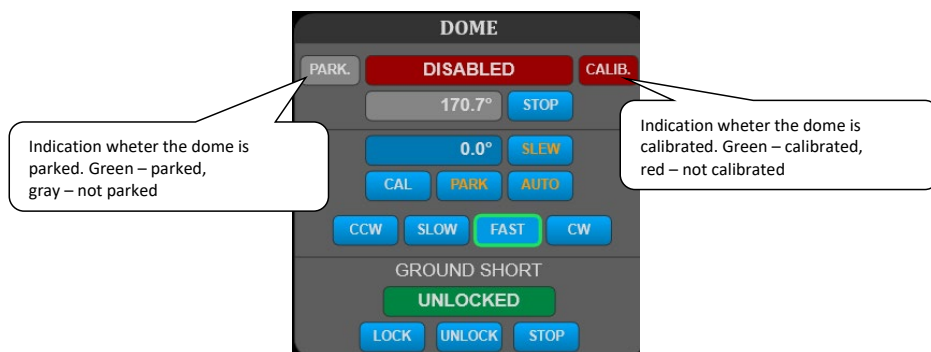 DOME
PARK. DISABLED CALIB.
170.7° STOP
Indication wheter the dome is
parked. Green – parked,
gray – not parked
Indication wheter the dome is
calibrated. Green – calibrated,
red – not calibrated
0.0° SLEW
CAL PARK AUTO
CCW SLOW FAST CW
GROUND SHORT
UNLOCKED
LOCK UNLOCK STOP